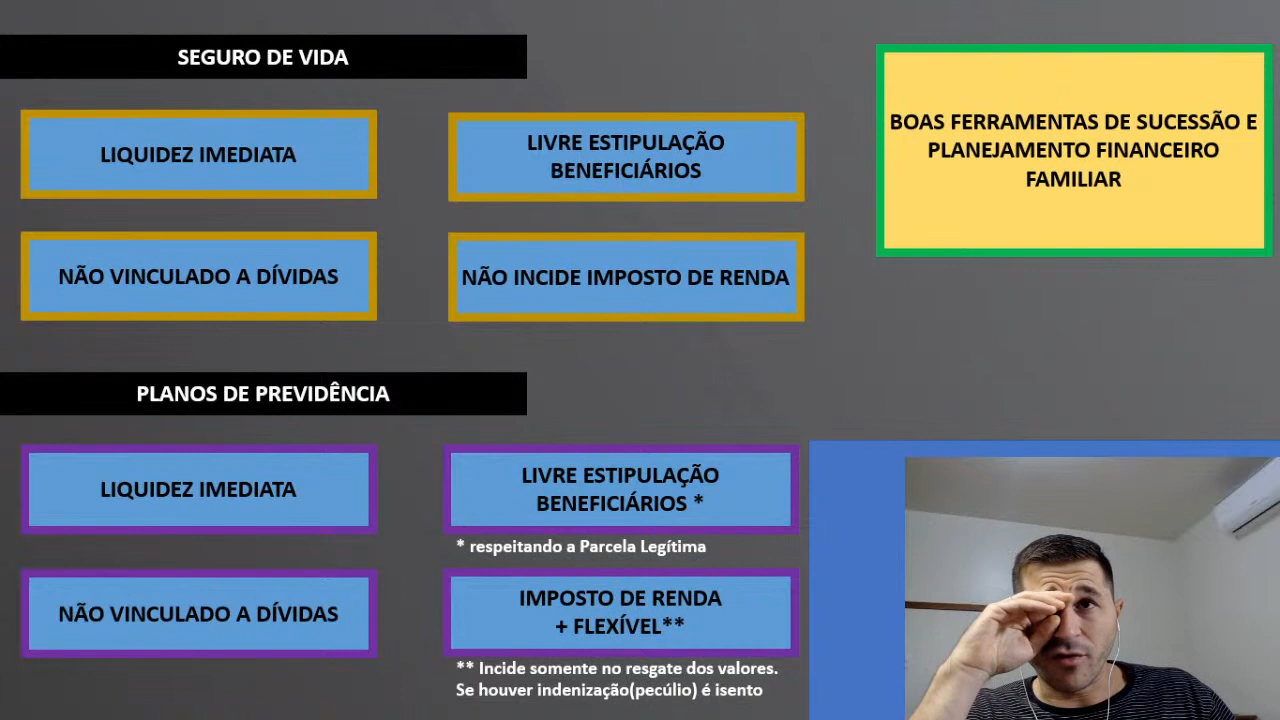 SEGURO DE VIDA
LIQUIDEZ IMEDIATA
LIVRE ESTIPULAÇÃO
BENEFICIÁRIOS
NÃO VINCULADO A DÍVIDAS
NÃO INCIDE IMPOSTO DE RENDA
BOAS FERRAMENTAS DE SUCESSÃO E
PLANEJAMENTO FINANCEIRO
FAMILIAR
PLANOS DE PREVIDÊNCIA
LIQUIDEZ IMEDIATA
LIVRE ESTIPULAÇÃO
BENEFICIÁRIOS *
* respeitando a Parcela Legítima
NÃO VINCULADO A DÍVIDAS
IMPOSTO DE RENDA
+ FLEXÍVEL**
** Incide somente no resgate dos valores.
Se houver indenização(pecúlio) é isento